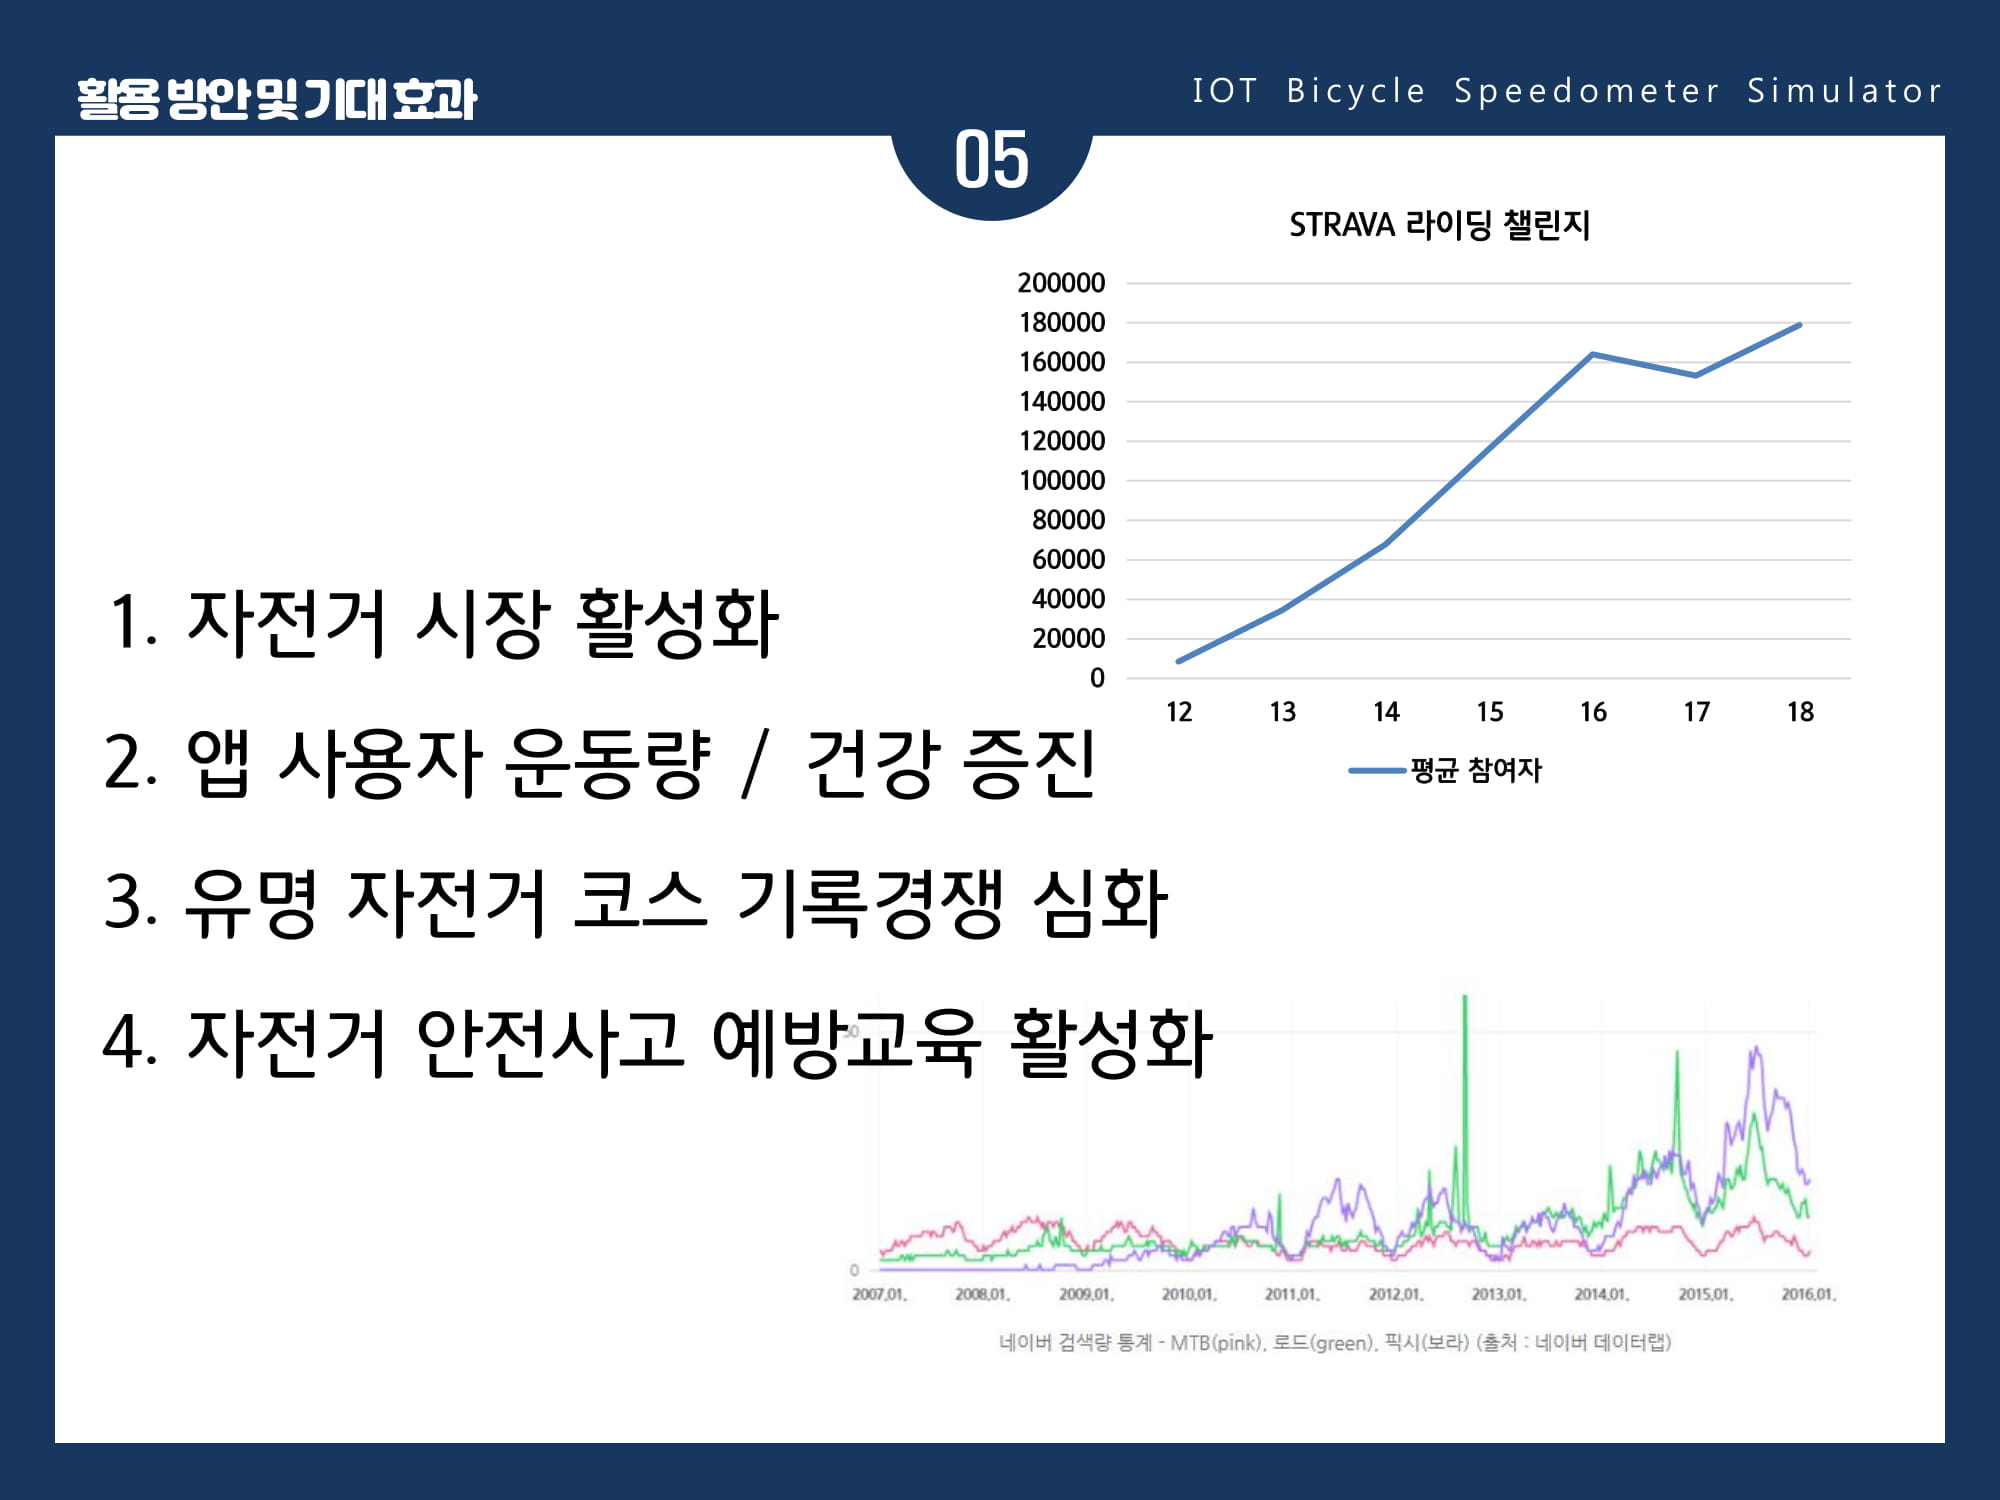 활용 방안 및 기대 효과
IOT Bicycle Speedometer Simulator
05
1. 자전거 시장 활성화
2. 앱 사용자 운동량 / 건강 증진
3. 유명 자전거 코스 기록경쟁 심화
4. 자전거 안전사고 예방교육 활성화
STRAVA 라이딩 챌린지
200000
180000
160000
140000
120000
100000
80000
60000
40000
20000
0
12 13 14 15 16 17 18
평균 참여자
0
2007.01. 2008.01. 2009.01. 2010.01. 2011.01. 2012.01. 2013.01. 2014.01. 2015.01. 2016.01.
네이버 검색량 통계 - MTB(pink), 로드(green), 픽시(보라) (출처 : 네이버 데이터랩)